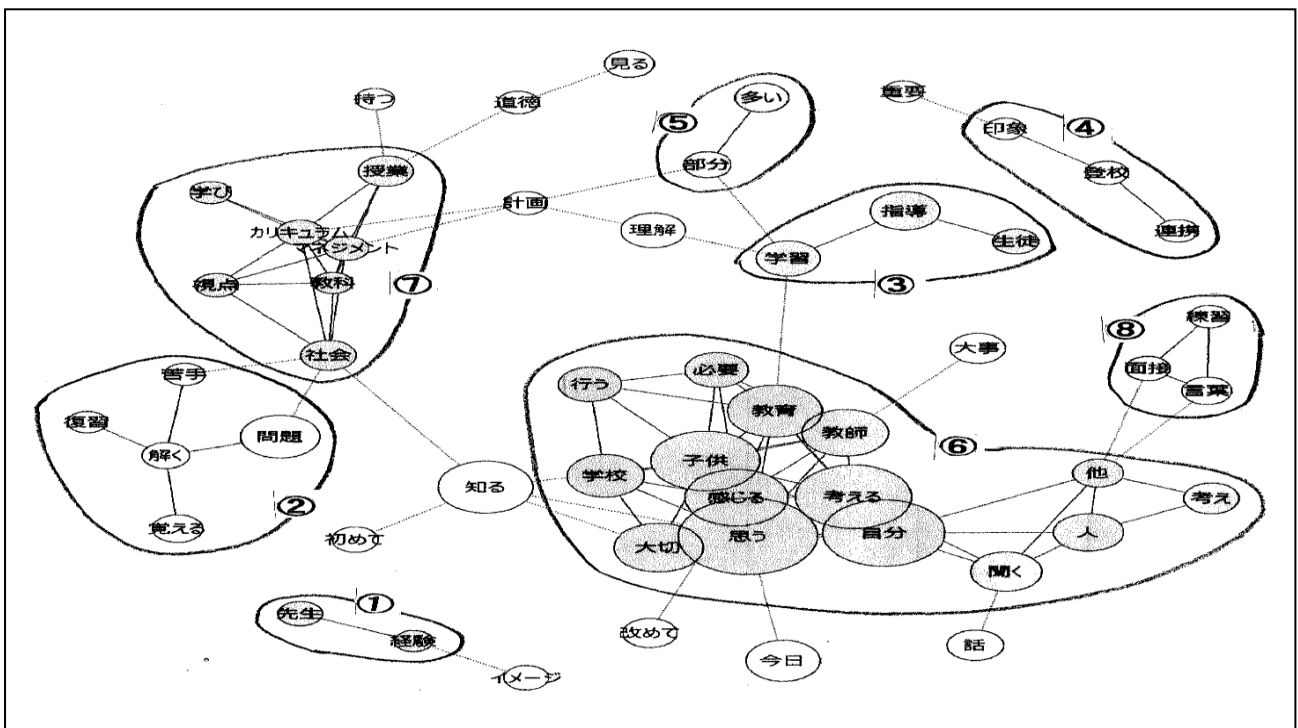 見る
持つ
道徳
多い
重要
⑤
印象
④
部分
授業
登校
学び
計画
指導
カリキュラム
理解
連携
ネジメント
生徒
学習
視点
教科
⑦
③
練習
⑧
社会
大事
面接
苦手
必要
行う
言葉
教育
復習
問題
教師
解く
子供
⑥
学校
他
知る
感じる
考える
考え
②
覚える
初めて
大切
思う
自分
人
聞く
①
先生
経験
改めて
話
今日
イメージ